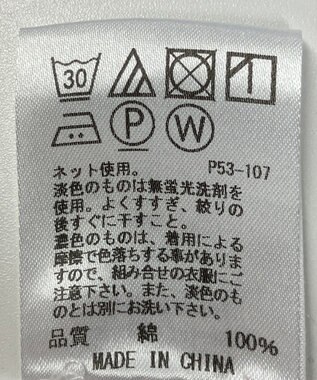 30
P W
ネット使用。 P53-107
淡色のものは無蛍光洗剤を
使用。よくすすぎ、絞りの
後すぐに干すこと。
濃色のものは、着用による
摩擦で色落ちする事がありま
すので、組み合せの衣服にご
注意下さい。また、淡色のも
のとは別にお洗い下さい。
品質 綿 100%
MADE IN CHINA